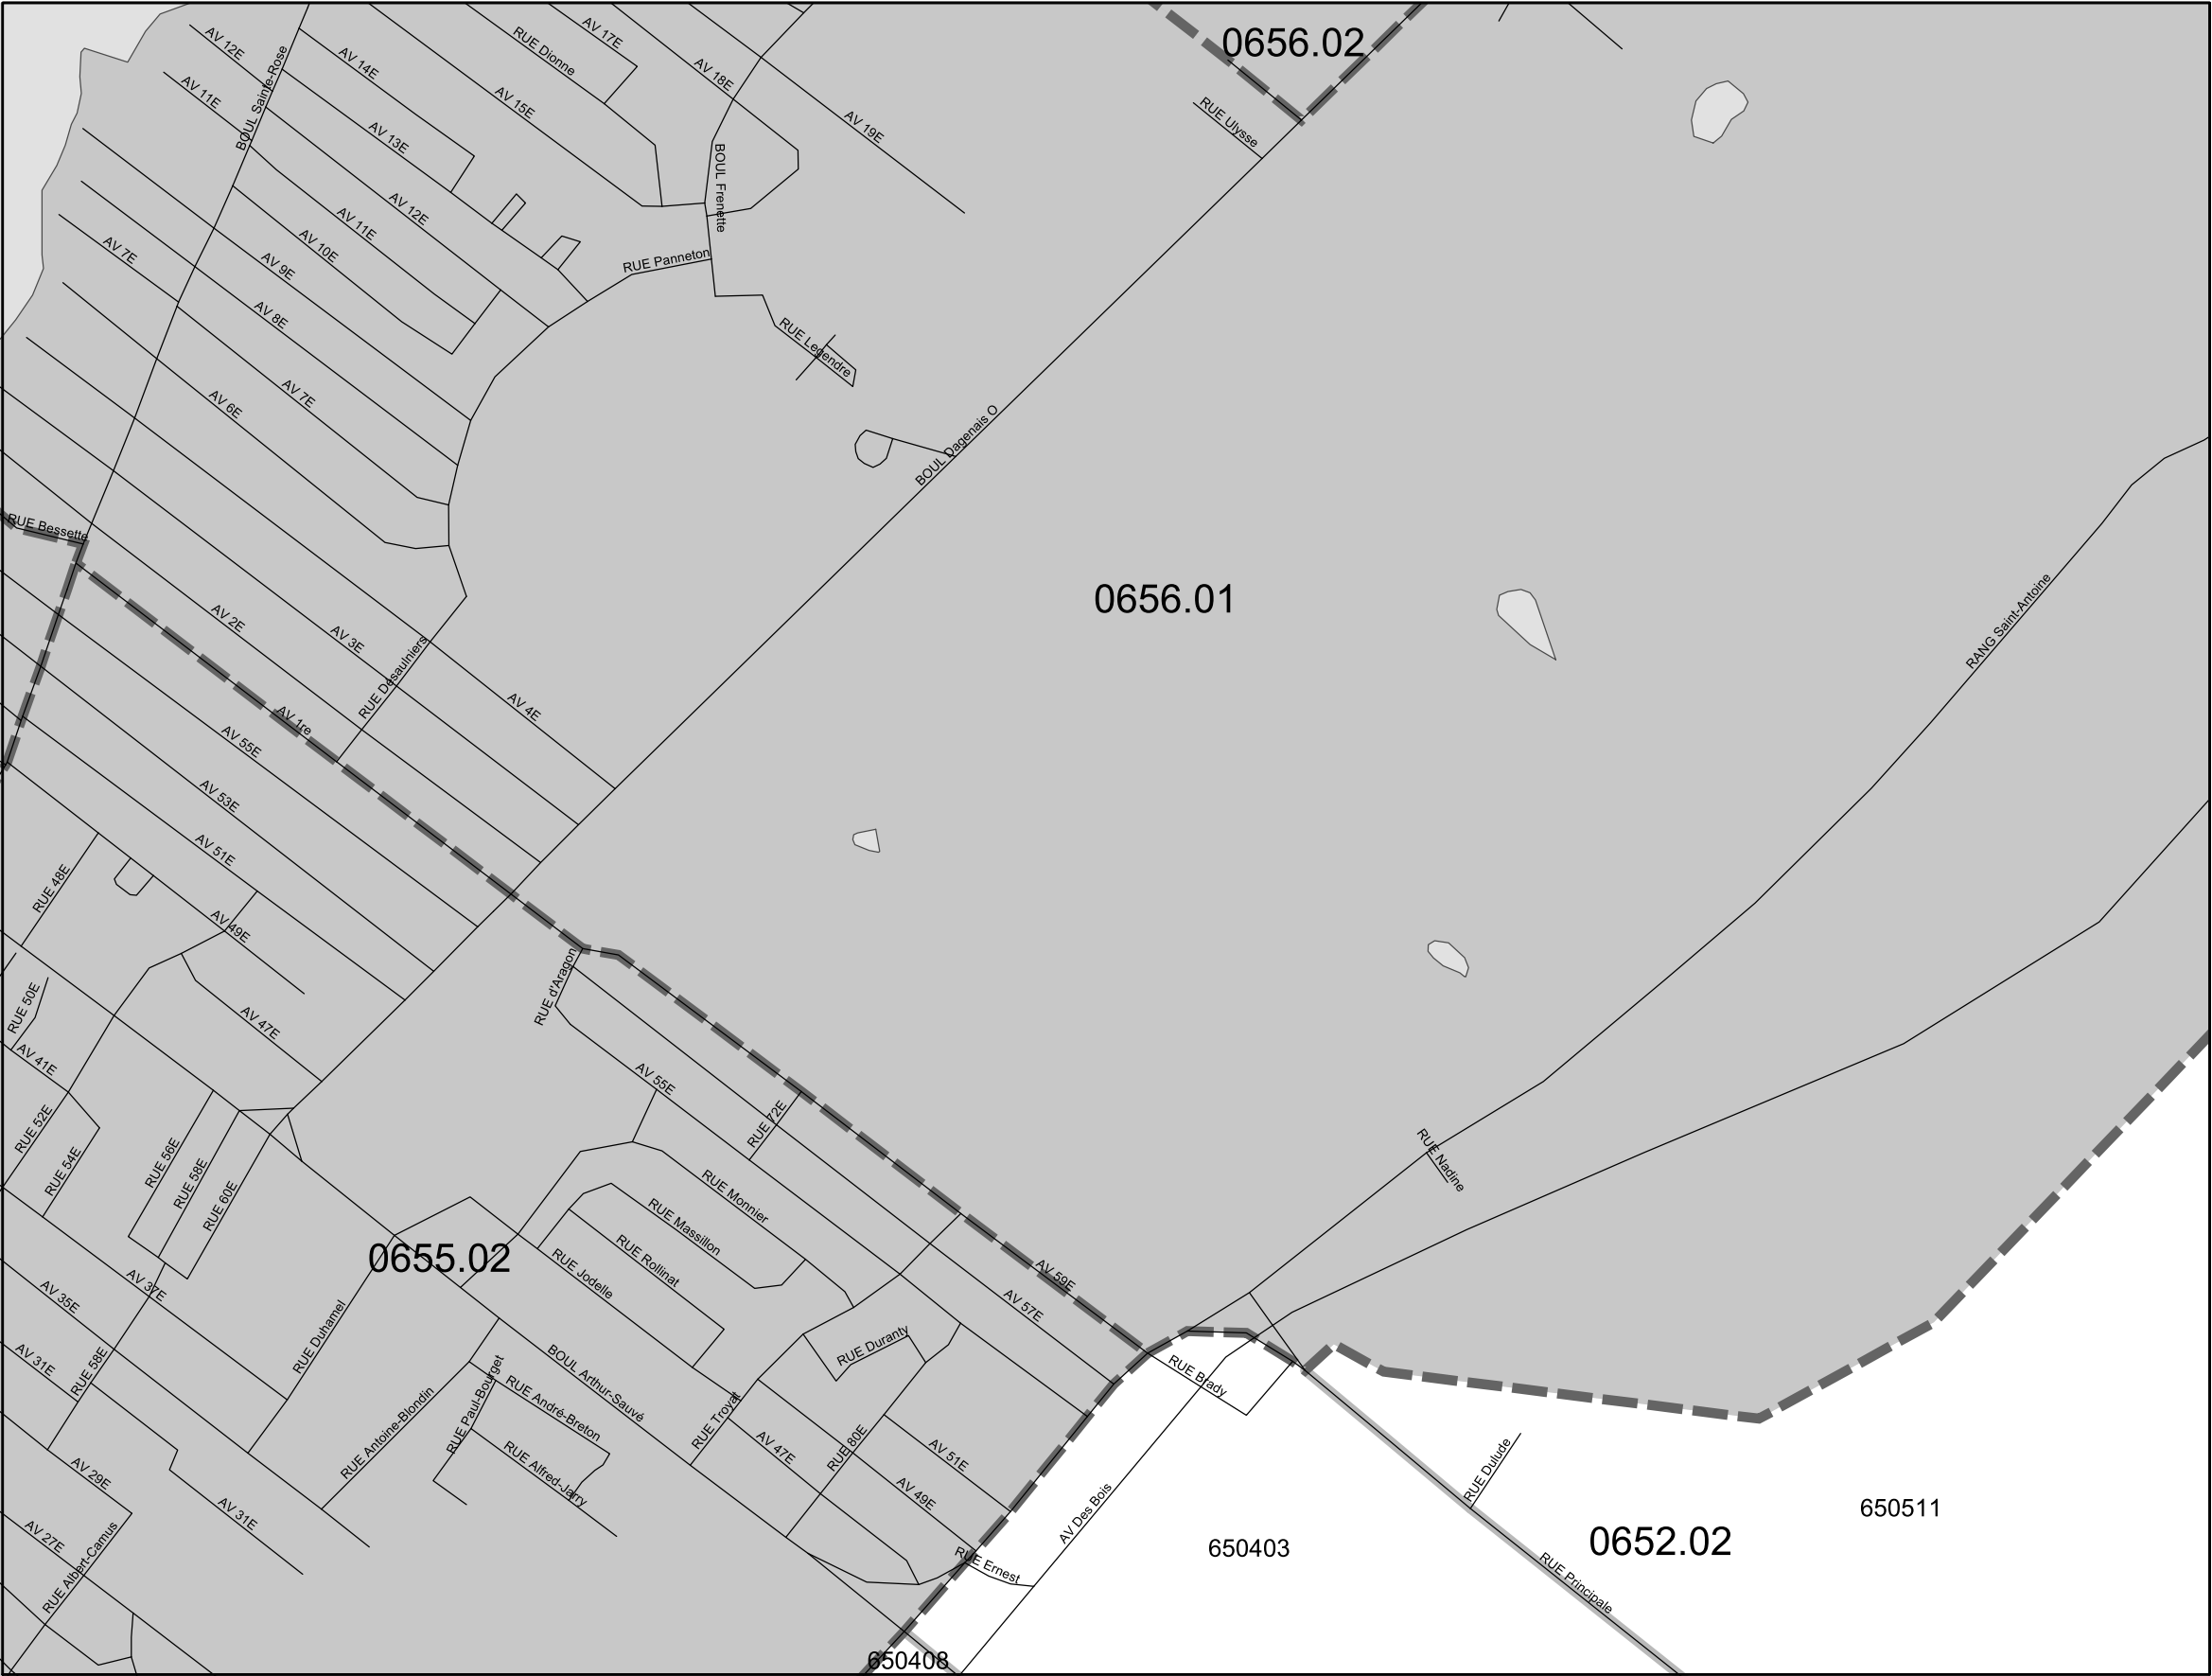 AV 17E
0656.02
AV 12E
RUE Dionne
AV 14E
AV 18E
BOUL Sainte-Rose
AV 11E
AV 15E
RUE Ulysse
AV 19E
AV 13E
BOUL Frenette
AV 12E
AV 11E
AV 10E
AV 7E
RUE Panneton
AV 9E
AV 8E
RUE Legendre
AV 7E
AV 6E
BOUL Dagenais O
RUE Bessette
0656.01
RANG Saint-Antoine
AV 2E
AV 3E
RUE Desaulniers
AV 4E
AV 1re
AV 55E
AV 53E
AV 51E
RUE 48E
AV 49E
RUE d'Aragon
RUE 50E
AV 47E
AV 41E
AV 55E
RUE 72E
RUE 52E
RUE 54E
RUE 56E
RUE 58E
RUE 60E
RUE Nadine
RUE Monnier
RUE Massillon
0655.02
RUE Rollinat
RUE Jodelle
AV 59E
AV 37E
AV 35E
AV 57E
RUE Duhamel
RUE Duranty
AV 31E
RUE 58E
BOUL Arthur-Sauvé
RUE Brady
RUE Paul-Bourget
RUE André-Breton
RUE Antoine-Blondin
RUE Troyat
RUE 80E
AV 47E
AV 51E
RUE Alfred-Jarry
RUE Dulude
AV 29E
AV 49E
AV 31E
AV Des Bois
650511
AV 27E
0652.02
650403
RUE Albert-Camus
RUE Ernest
RUE Principale
650408